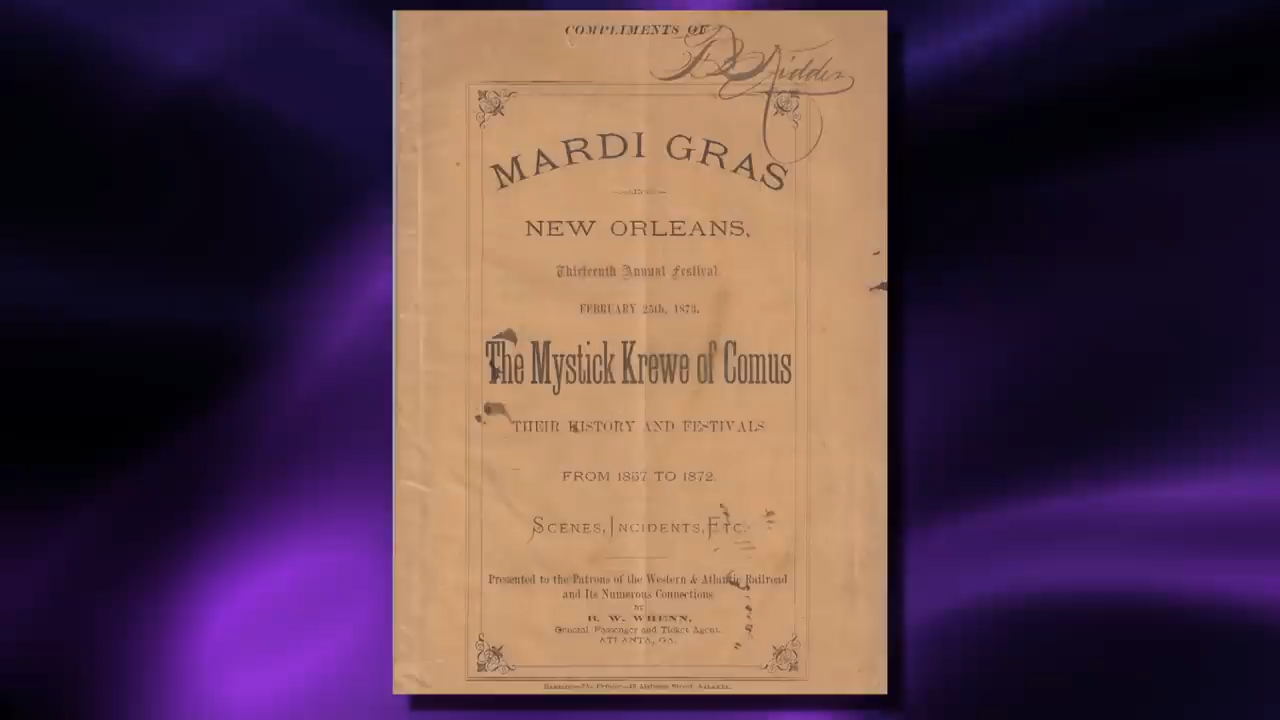 COMPLIMENTS OF
MARDI GRAS
NEW ORLEANS,
Thirteenth Annual Festival
FEBRUARY 25th, 1873.
The Mystick Krewe of Comus
THEIR HISTORY AND FESTIVALS
FROM 1857 TO 1872.
SCENES, INCIDENTS, ETC.
Presented to the Patrons of the Western & Atlantic Railroad
and Its Numerous Connections
BY
B. W. WRENN,
General Passenger and Ticket Agent.
ATLANTA, GA.